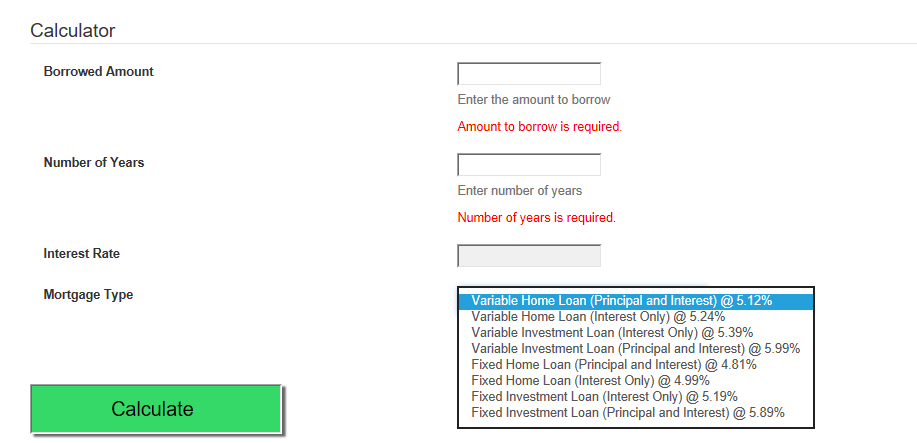 Calculator
Borrowed Amount
Enter the amount to borrow
Amount to borrow is required.
Number of Years
Enter number of years
Number of years is required.
Interest Rate
Mortgage Type
Variable Home Loan (Principal and Interest) @ 5.12%
Variable Home Loan (Interest Only) @ 5.24%
Variable Investment Loan (Interest Only) @ 5.39%
Variable Investment Loan (Principal and Interest) @ 5.99%
Fixed Home Loan (Principal and Interest) @ 4.81%
Fixed Home Loan (Interest Only) @ 4.99%
Fixed Investment Loan (Interest Only) @ 5.19%
Fixed Investment Loan (Principal and Interest) @ 5.89%
Calculate